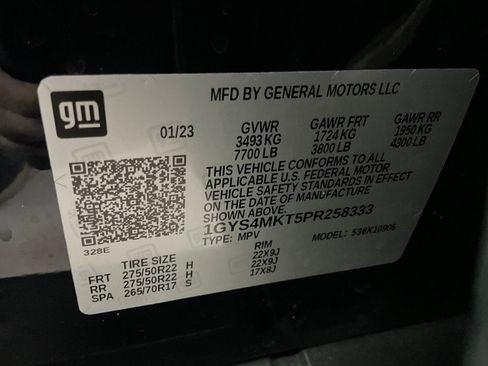 gm
MFD BY GENERAL MOTORS LLC
01/23 GVWR GAWR FRT GAWR RR
3493 KG 1724 KG 1950 KG
7700 LB 3800 LB 4300 LB
THIS VEHICLE CONFORMS TO ALL
APPLICABLE U.S. FEDERAL MOTOR
VEHICLE SAFETY STANDARDS IN EFFECT
ON THE DATE OF MANUFACTURE
SHOWN ABOVE.
1GYS4MKT5PR258333
TYPE: MPV MODEL: 536K10906
328E
TIRE SIZE RIM
FRT 275/50R22 H 22X9J
RR 275/50R22 H 22X9J
SPA 265/70R17 S 17X8J